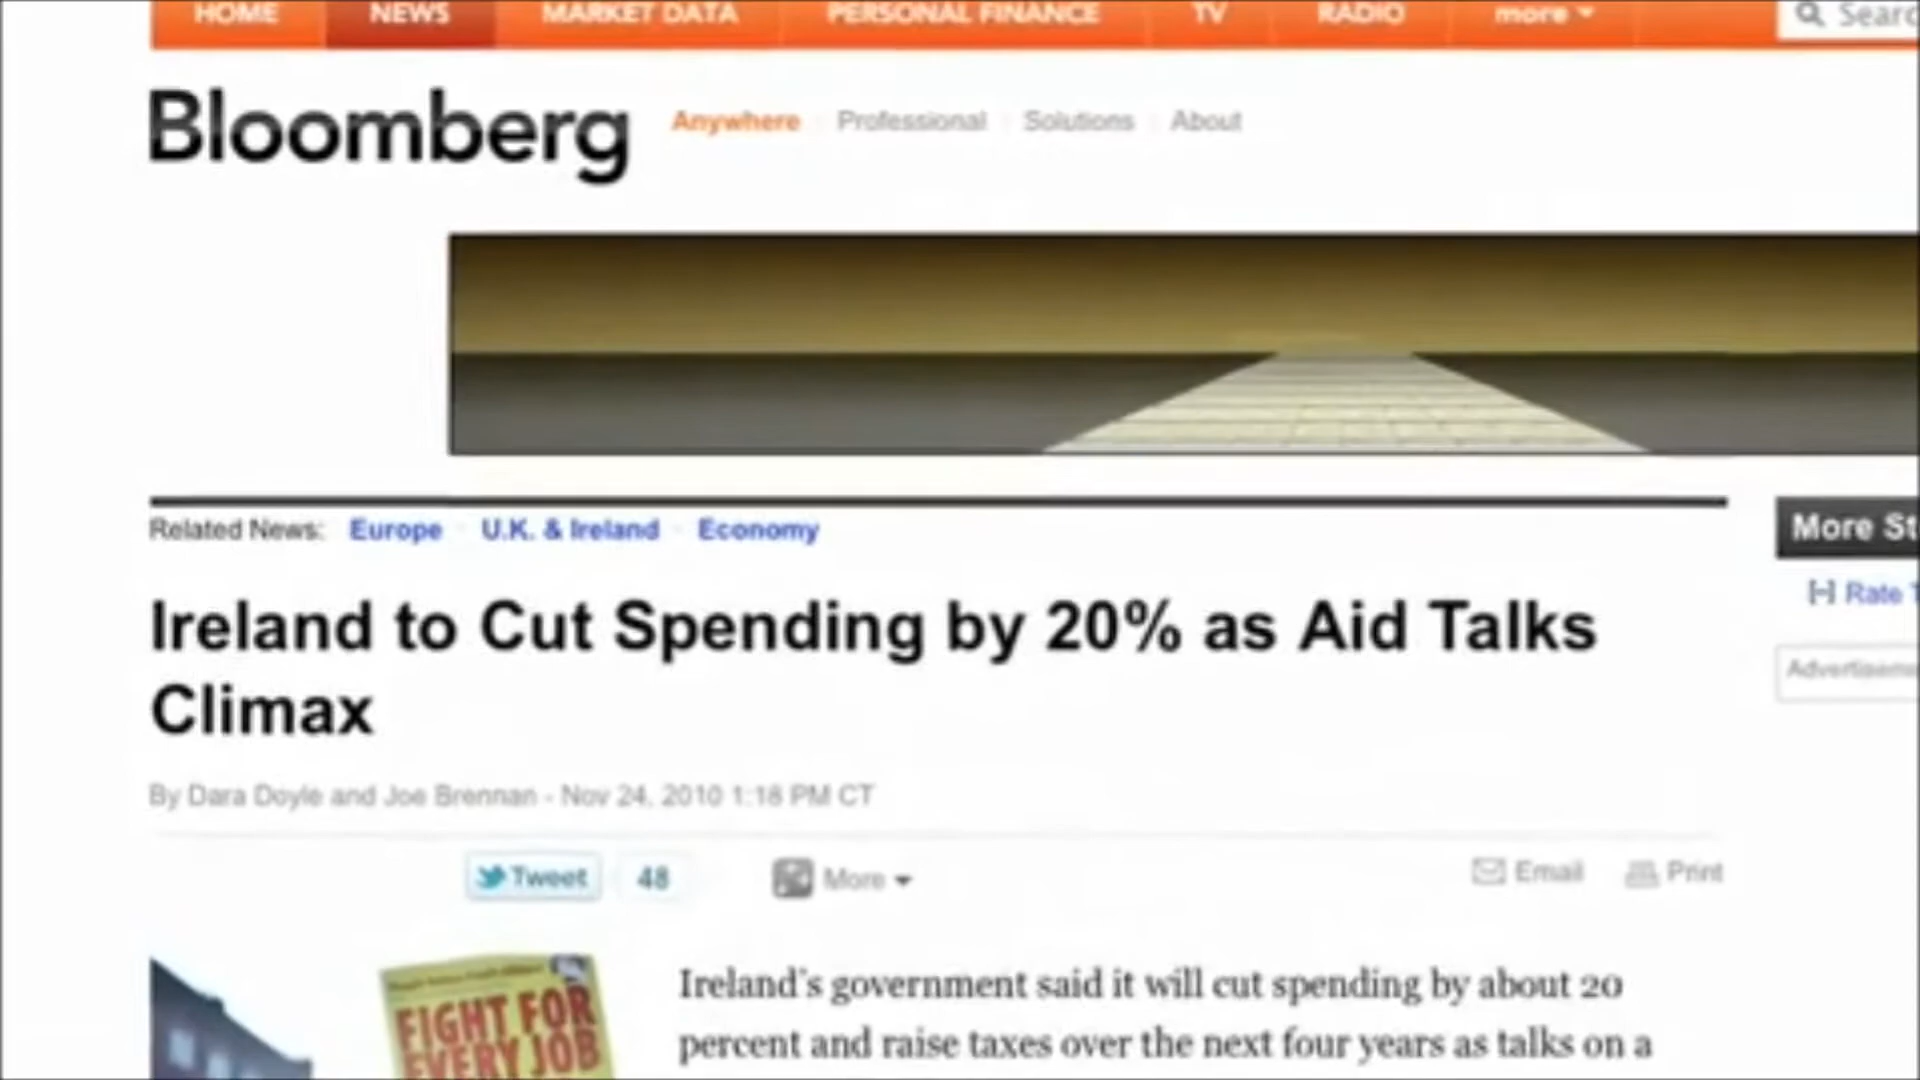 HOME NEWS MARKET DATA PERSONAL FINANCE TV RADIO more
Bloomberg Anywhere Professional Solutions About
Related News: Europe U.K. & Ireland Economy
More
Rate
Ireland to Cut Spending by 20% as Aid Talks
Climax
By Dara Doyle and Joe Brennan - Nov 24, 2010 1:18 PM CT
Tweet 48 More Email Print
FIGHT FOR
EVERY JOB
Ireland's government said it will cut spending by about 20
percent and raise taxes over the next four years as talks on a